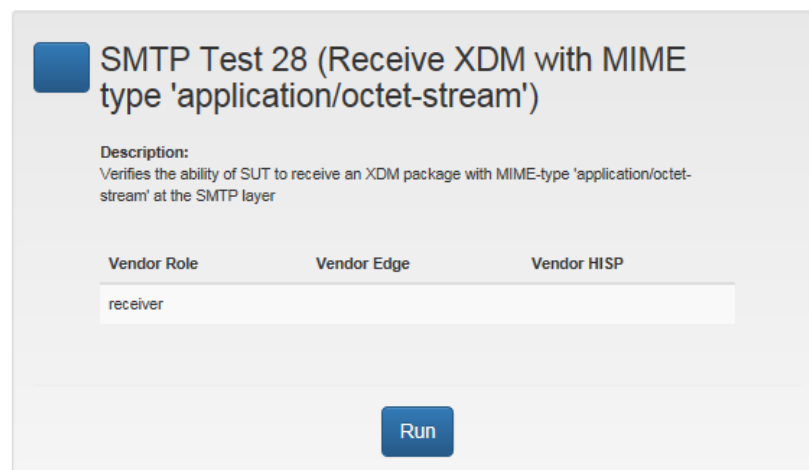 SMTP Test 28 (Receive XDM with MIME
type 'application/octet-stream')
Description:
Verifies the ability of SUT to receive an XDM package with MIME-type 'application/octet-
stream' at the SMTP layer
Vendor Role Vendor Edge Vendor HISP
receiver
Run